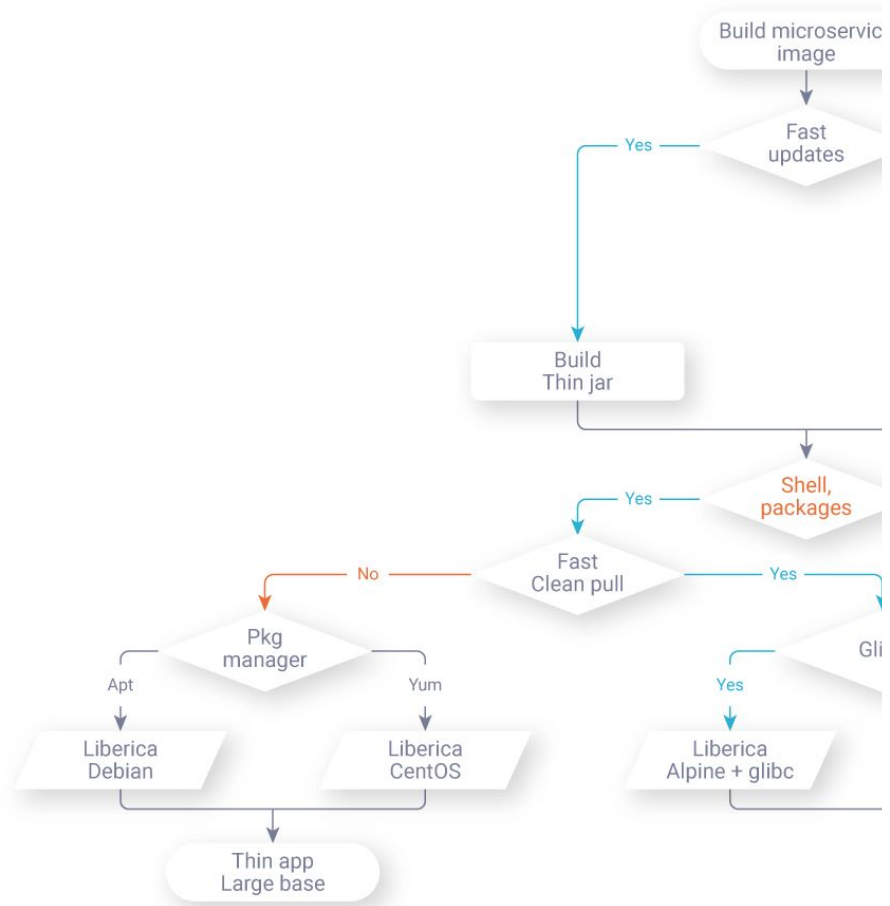 Build microservic
image
Fast
updates
Yes
Build
Thin jar
Shell,
packages
Yes
Fast
Clean pull
No
Yes
Pkg
manager
Gli
Apt
Yum
Yes
Liberica
Debian
Liberica
CentOS
Liberica
Alpine + glibc
Thin app
Large base